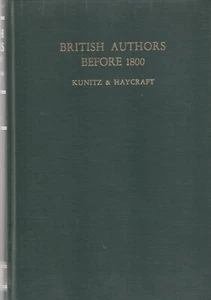 BRITISH AUTHORS
BEFORE 1800
KUNITZ & HAYCRAFT